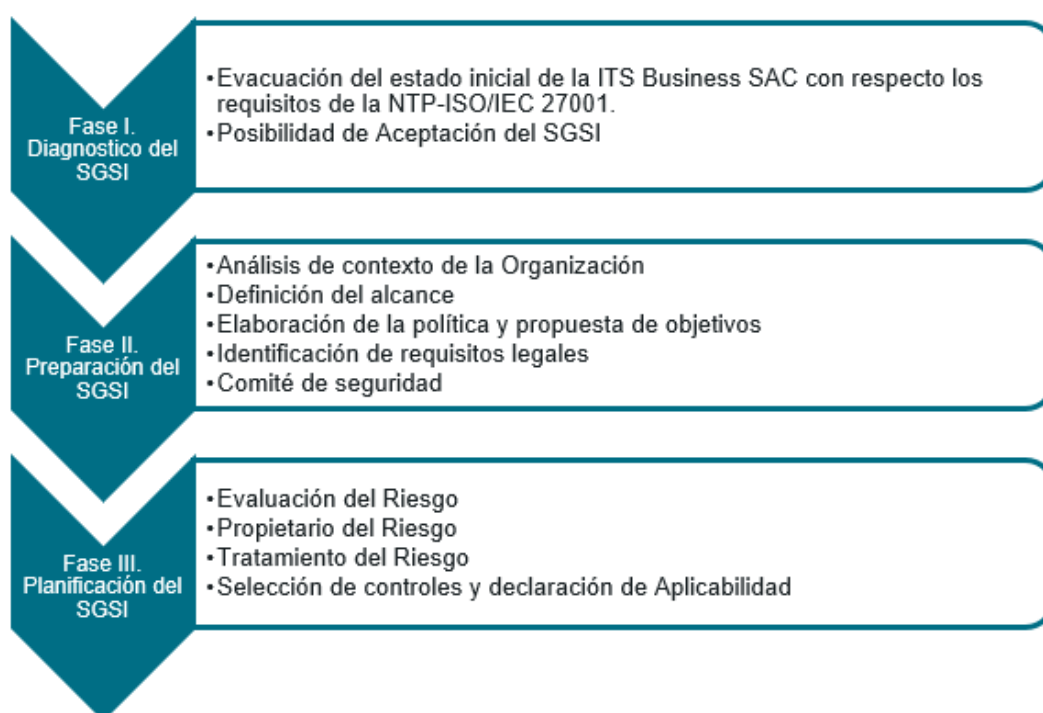 Fase I.
Diagnostico del
SGSI
•Evacuación del estado inicial de la ITS Business SAC con respecto los
requisitos de la NTP-ISO/IEC 27001.
•Posibilidad de Aceptación del SGSI
Fase II.
Preparación del
SGSI
•Análisis de contexto de la Organización
•Definición del alcance
•Elaboración de la política y propuesta de objetivos
•Identificación de requisitos legales
•Comité de seguridad
Fase III.
Planificación del
SGSI
•Evaluación del Riesgo
•Propietario del Riesgo
•Tratamiento del Riesgo
•Selección de controles y declaración de Aplicabilidad